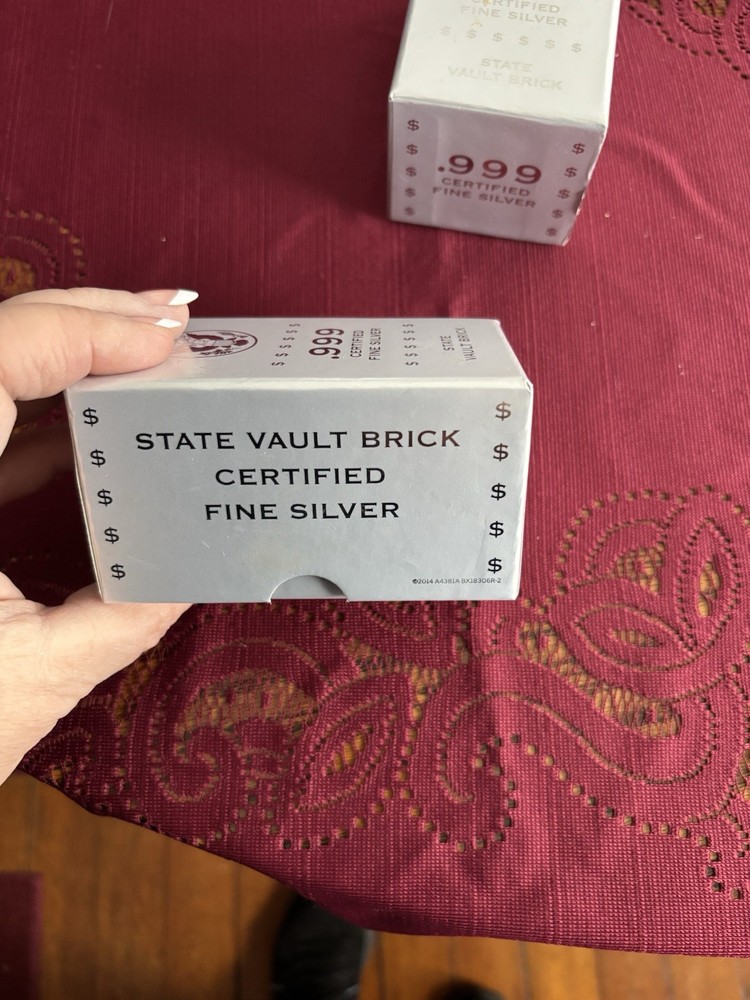 CERTIFIED
FINE SILVER
$ $ $ $ $ $
STATE
VAULT BRICK
$ $ $ $ $
.999
CERTIFIED
FINE SILVER
$ $ $ $ $
$ $ $ $ $
.999
CERTIFIED
FINE SILVER
$ $ $ $ $
STATE
VAULT BRICK
$ $ $ $ $
STATE VAULT BRICK
CERTIFIED
FINE SILVER
$ $ $ $ $
©2014 A4381A BX18306R-2